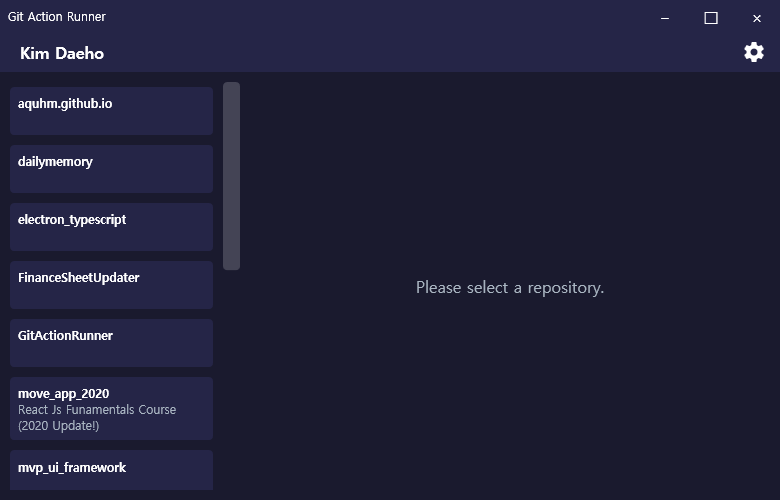 Git Action Runner
Kim Daeho
aquhm.github.io
dailymemory
electron_typescript
FinanceSheetUpdater
GitActionRunner
move_app_2020
React Js Funamentals Course
(2020 Update!)
mvp_ui_framework
Please select a repository.